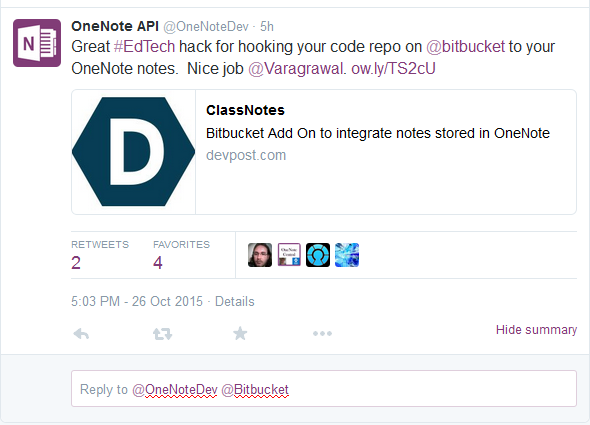 OneNote API @OneNoteDev · 5h
Great #EdTech hack for hooking your code repo on @bitbucket to your
OneNote notes. Nice job @Varagrawal. ow.ly/TS2cU
N
D
ClassNotes
Bitbucket Add On to integrate notes stored in OneNote
devpost.com
RETWEETS FAVORITES
2 4
OneNote
5:03 PM - 26 Oct 2015 · Details
Hide summary
Reply to @OneNoteDev @Bitbucket